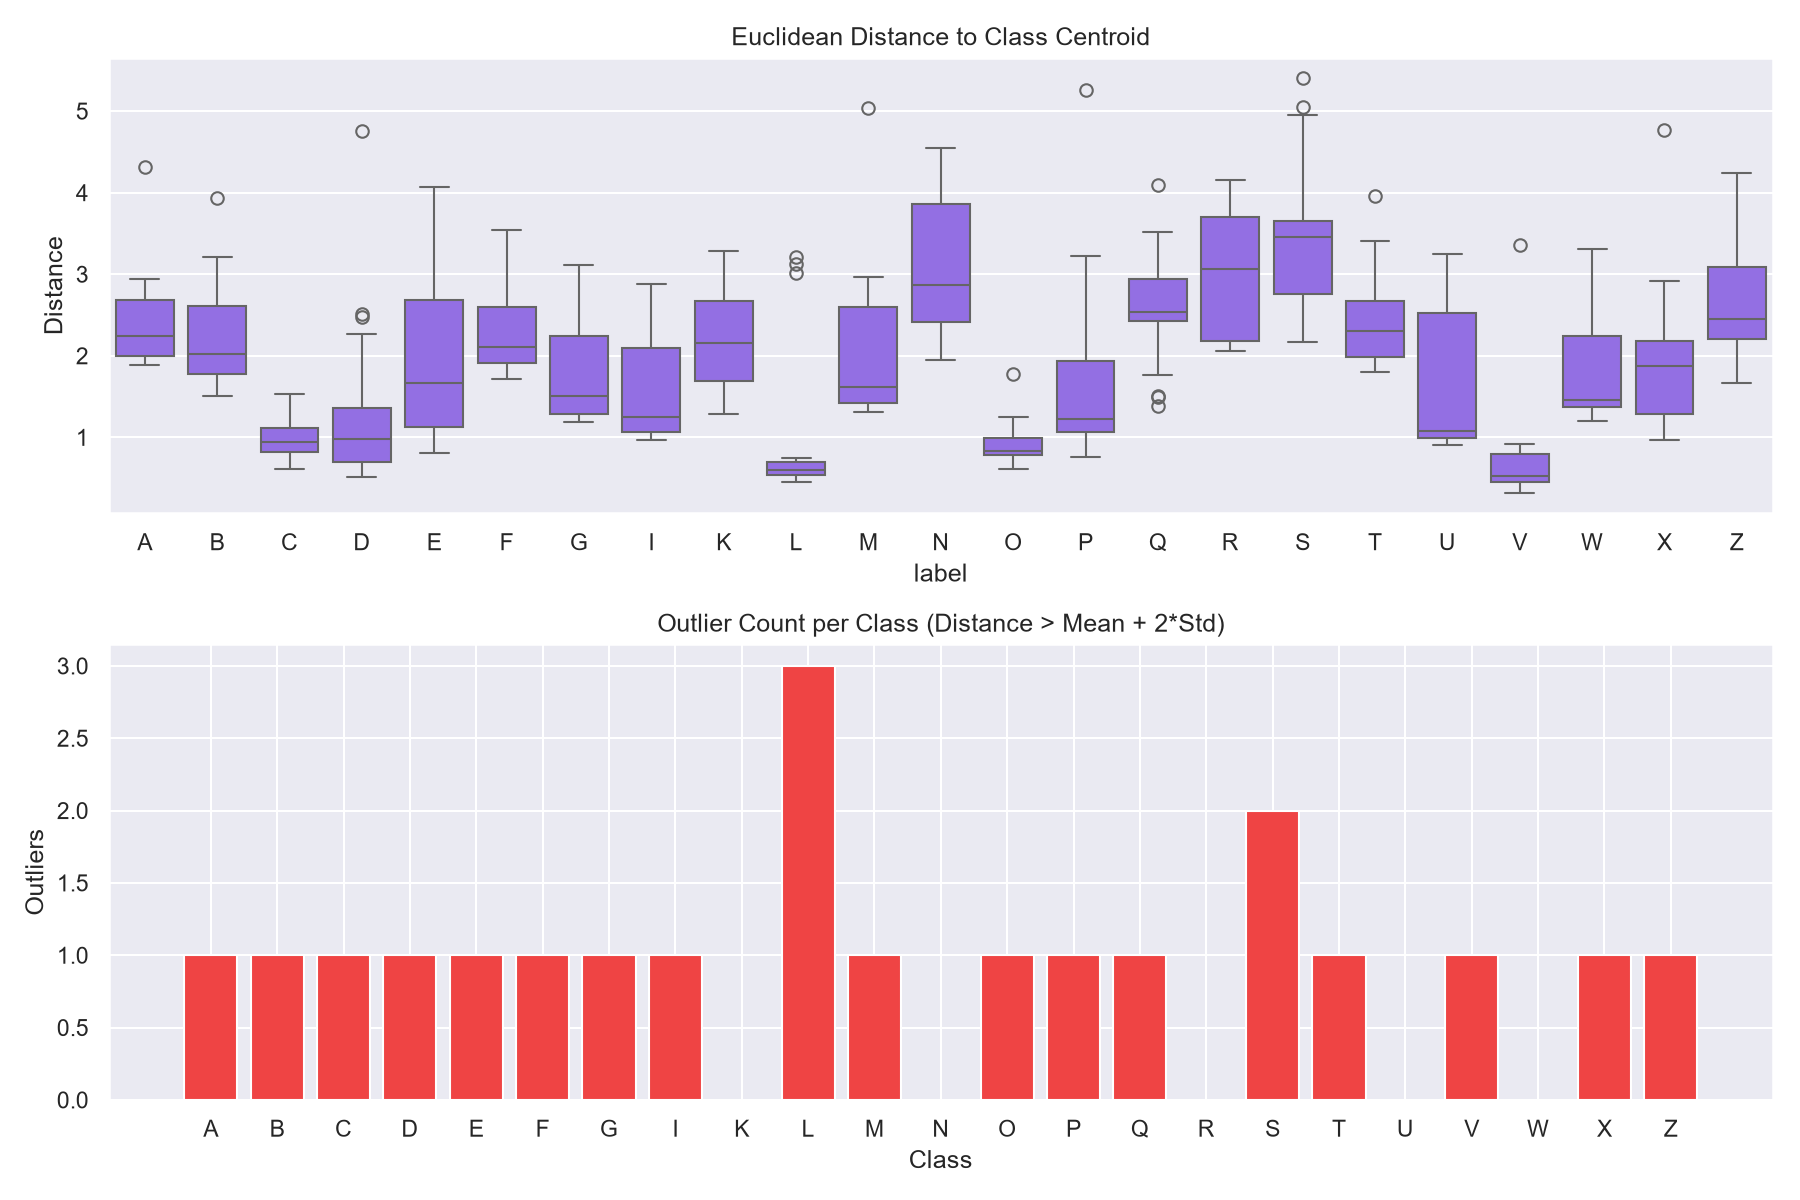 Euclidean Distance to Class Centroid
Distance
5
4
3
2
1
A B C D E F G I K L M N O P Q R S T U V W X Z
label
Outlier Count per Class (Distance > Mean + 2*Std)
Outliers
3.0
2.5
2.0
1.5
1.0
0.5
0.0
A B C D E F G I K L M N O P Q R S T U V W X Z
Class